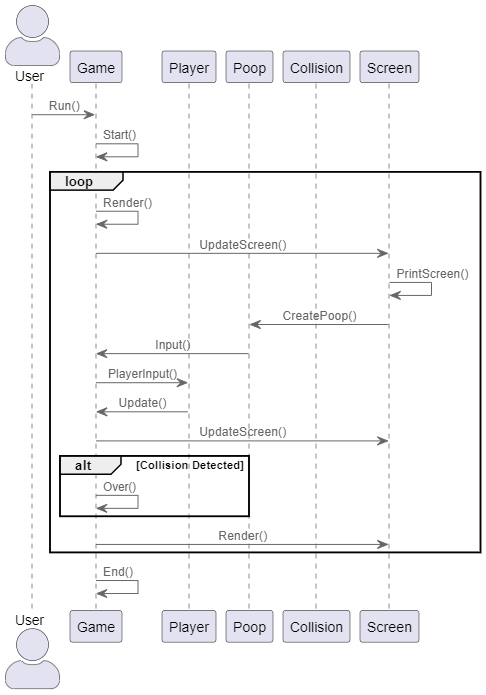 User
Game
Player
Poop
Collision
Screen
Run()
Start()
loop
Render()
UpdateScreen()
PrintScreen()
CreatePoop()
Input()
PlayerInput()
Update()
UpdateScreen()
alt
[Collision Detected]
Over()
Render()
End()
User
Game
Player
Poop
Collision
Screen